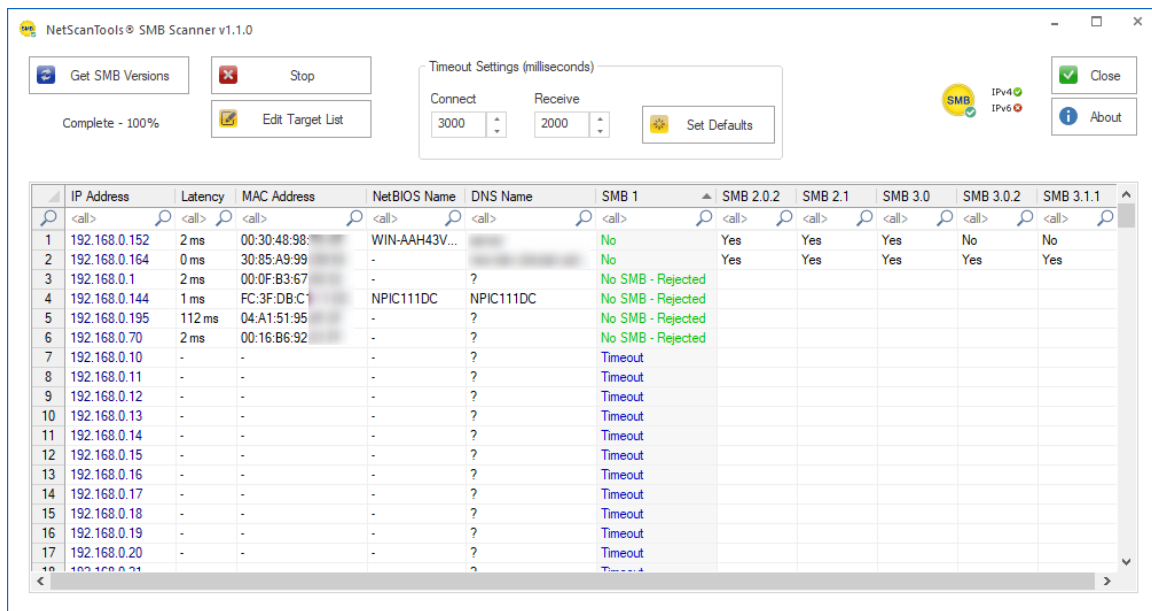 NetScanTools® SMB Scanner v1.1.0
Get SMB Versions
Stop
Timeout Settings (milliseconds)
Close
Connect Receive
SMB
IPv4
IPv6
Complete - 100%
Edit Target List
3000 2000 Set Defaults
About
IP Address Latency MAC Address NetBIOS Name DNS Name SMB 1 SMB 2.0.2 SMB 2.1 SMB 3.0 SMB 3.0.2 SMB 3.1.1
<all> <all> <all> <all> <all> <all> <all> <all> <all> <all> <all>
1 192.168.0.152 2 ms 00:30:48:98: WIN-AAH43V... No Yes Yes Yes No No
2 192.168.0.164 0 ms 30:85:A9:99 - No Yes Yes Yes Yes Yes
3 192.168.0.1 2 ms 00:0F:B3:67 - ? No SMB - Rejected
4 192.168.0.144 1 ms FC:3F:DB:C1 NPIC111DC NPIC111DC No SMB - Rejected
5 192.168.0.195 112 ms 04:A1:51:95 - ? No SMB - Rejected
6 192.168.0.70 2 ms 00:16:B6:92 - ? No SMB - Rejected
7 192.168.0.10 - - - ? Timeout
8 192.168.0.11 - - - ? Timeout
9 192.168.0.12 - - - ? Timeout
10 192.168.0.13 - - - ? Timeout
11 192.168.0.14 - - - ? Timeout
12 192.168.0.15 - - - ? Timeout
13 192.168.0.16 - - - ? Timeout
14 192.168.0.17 - - - ? Timeout
15 192.168.0.18 - - - ? Timeout
16 192.168.0.19 - - - ? Timeout
17 192.168.0.20 - - - ? Timeout